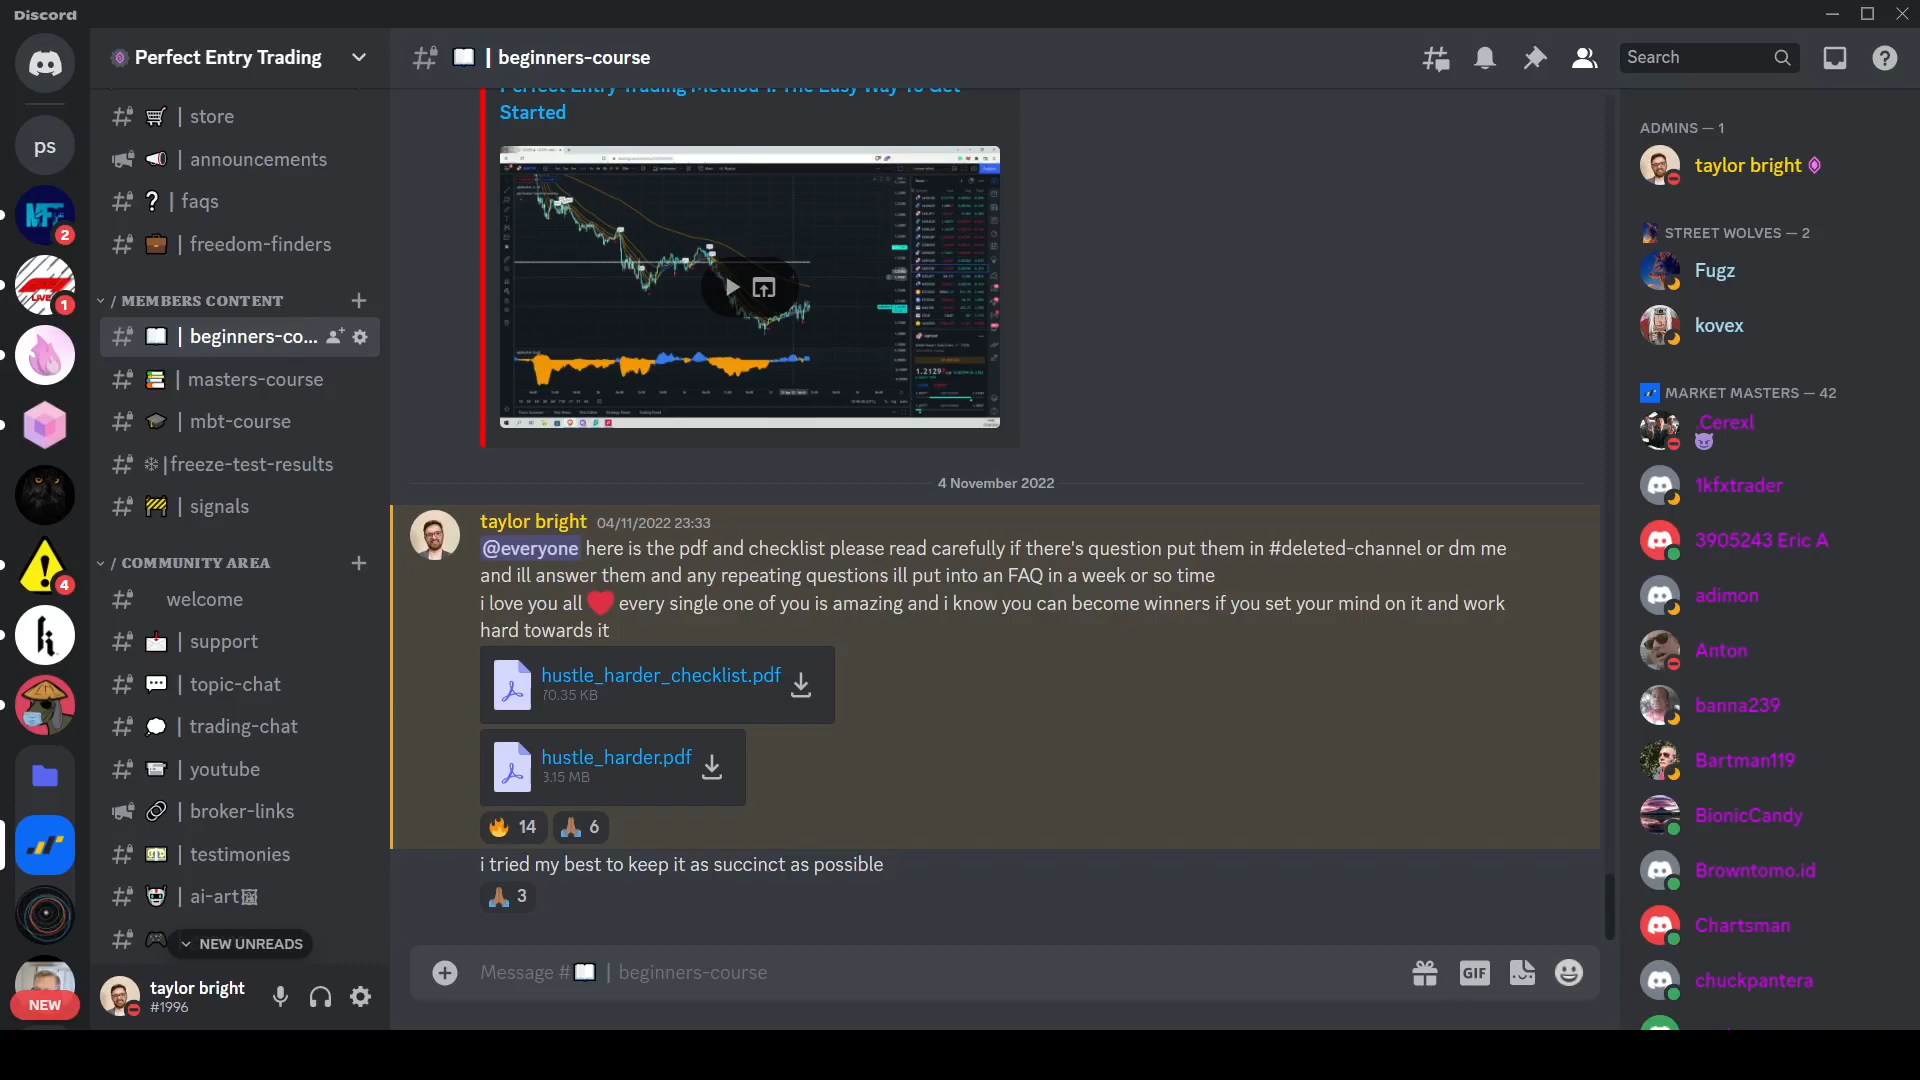 Discord
Perfect Entry Trading
| beginners-course
Search
ps
2
LIVE
1
4
NEW
| store
| announcements
| faqs
| freedom-finders
/ MEMBERS CONTENT
| beginners-co...
| masters-course
| mbt-course
|freeze-test-results
| signals
/ COMMUNITY AREA
welcome
| support
| topic-chat
| trading-chat
| youtube
| broker-links
| testimonies
| ai-art
NEW UNREADS
taylor bright
#1996
Perfect Entry Trading Method 1: The Easy Way To Get
Started
1.2129
4 November 2022
taylor bright 04/11/2022 23:33
@everyone here is the pdf and checklist please read carefully if there's question put them in #deleted-channel or dm me
and ill answer them and any repeating questions ill put into an FAQ in a week or so time
i love you all ❤ every single one of you is amazing and i know you can become winners if you set your mind on it and work
hard towards it
hustle_harder_checklist.pdf
70.35 KB
hustle_harder.pdf
3.15 MB
🔥 14 🙏🏽 6
i tried my best to keep it as succinct as possible
🙏🏽 3
Message # | beginners-course
GIF
ADMINS — 1
taylor bright
STREET WOLVES — 2
Fugz
kovex
MARKET MASTERS — 42
.Cerexl
1kfxtrader
3905243 Eric A
adimon
Anton
banna239
Bartman119
BionicCandy
Browntomo.id
Chartsman
chuckpantera